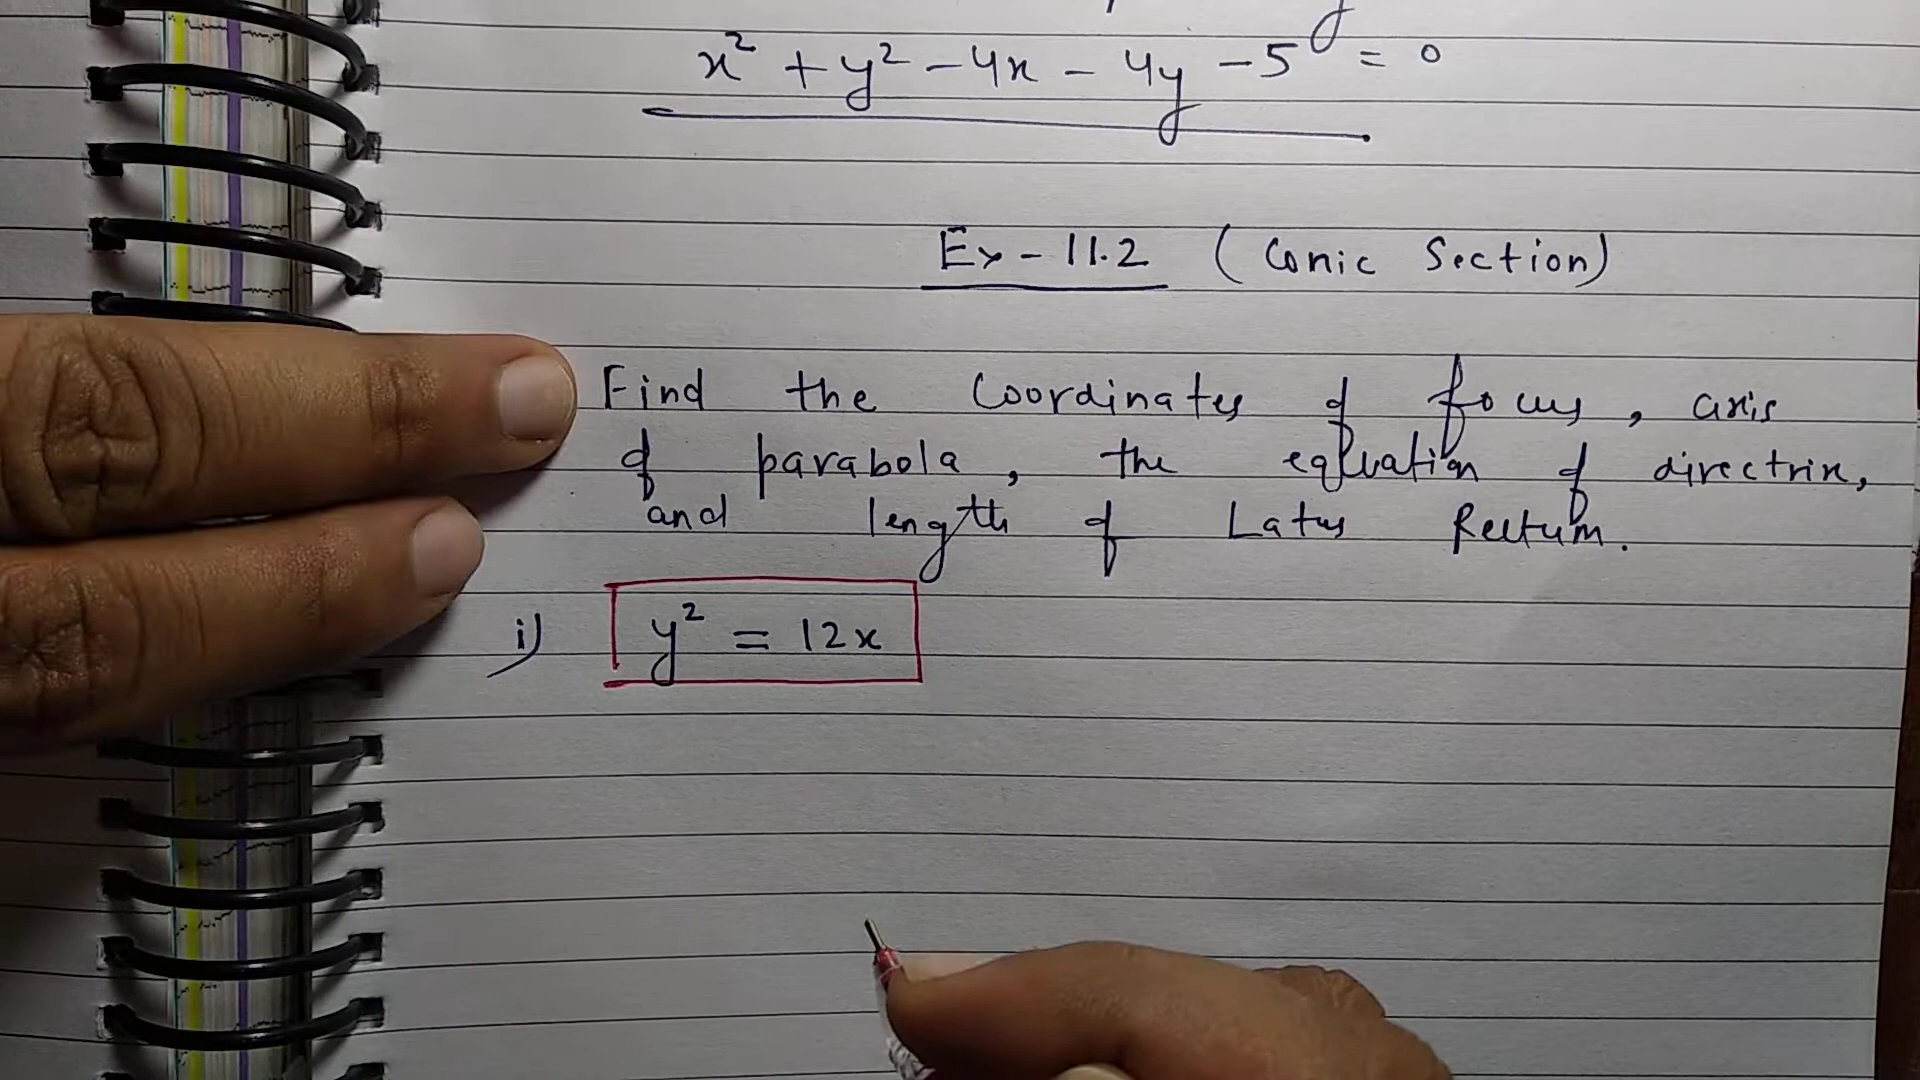 x² + y² - 4x - 4y - 5 = 0
Ex - 11.2 ( Conic Section)
Find the Coordinates of focus, axis
of parabola, the equation of directrix,
and length of Latus Rectum.
i) y² = 12x